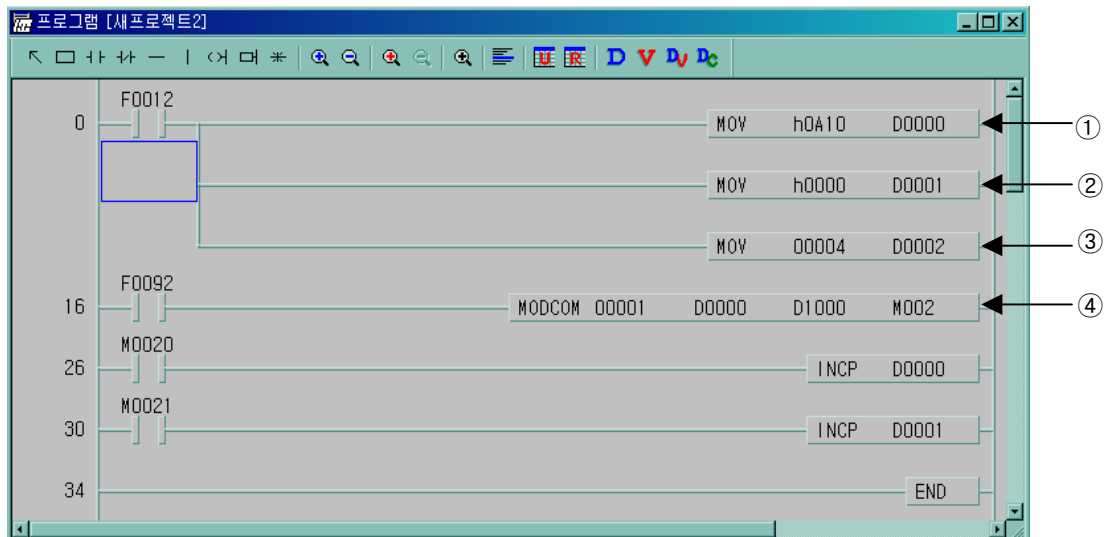 프로그램 [새프로젝트2]
U R D V DV DC
F0012
0 MOV h0A10 D0000 ①
MOV h0000 D0001 ②
MOV 00004 D0002 ③
F0092
16 MODCOM 00001 D0000 D1000 M002 ④
M0020
26 INCP D0000
M0021
30 INCP D0001
34 END